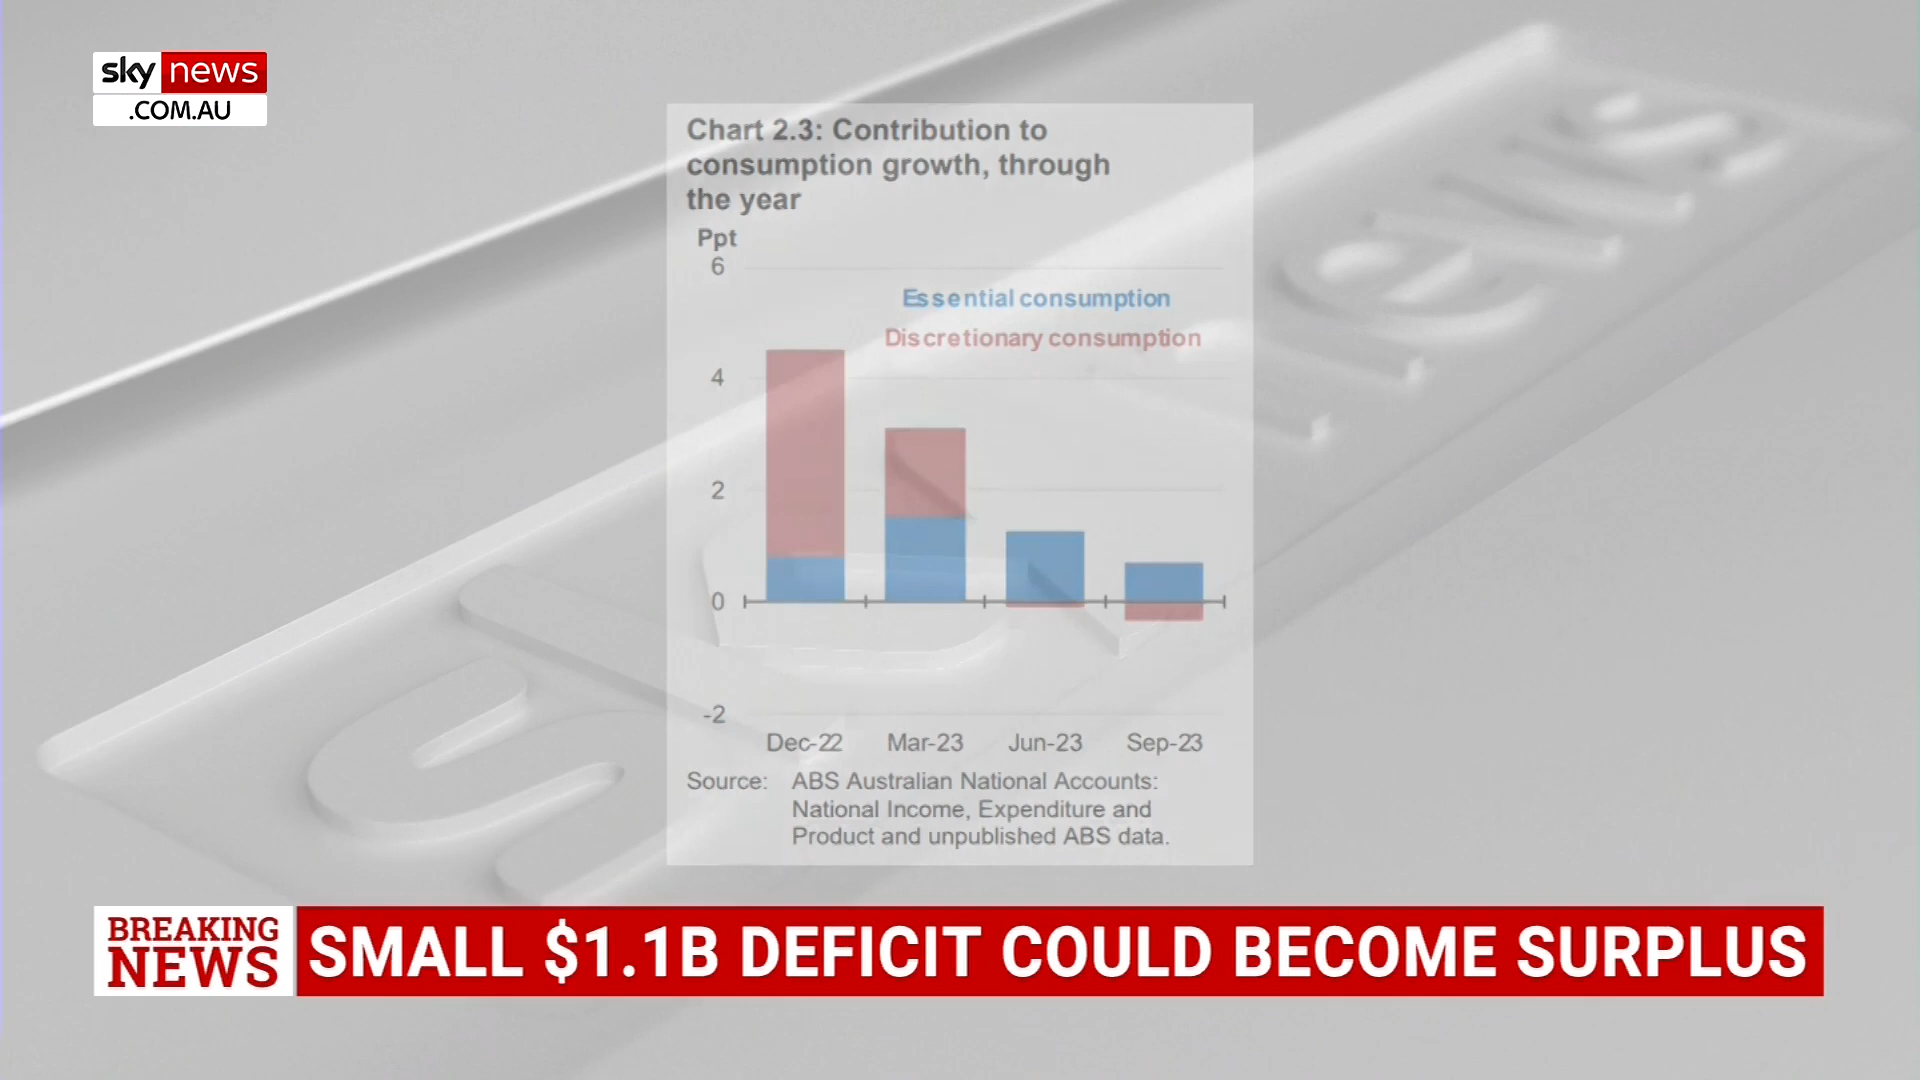 sky news
.COM.AU
Chart 2.3: Contribution to
consumption growth, through
the year
Ppt
6
Essential consumption
Discretionary consumption
4
2
0
-2
Dec-22 Mar-23 Jun-23 Sep-23
Source: ABS Australian National Accounts:
National Income, Expenditure and
Product and unpublished ABS data.
BREAKING
NEWS
SMALL $1.1B DEFICIT COULD BECOME SURPLUS